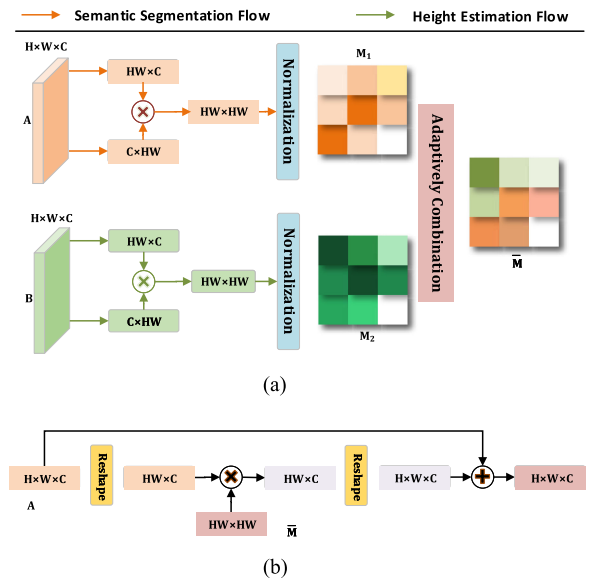 Semantic Segmentation Flow
Height Estimation Flow
H×W×C
A
HW×C
C×HW
HW×HW
Normalization
M1
Adaptively Combination
M̅
H×W×C
B
HW×C
C×HW
HW×HW
Normalization
M2
(a)
H×W×C
A
Reshape
HW×C
HW×HW
M̅
HW×C
Reshape
HW×C
H×W×C
(b)